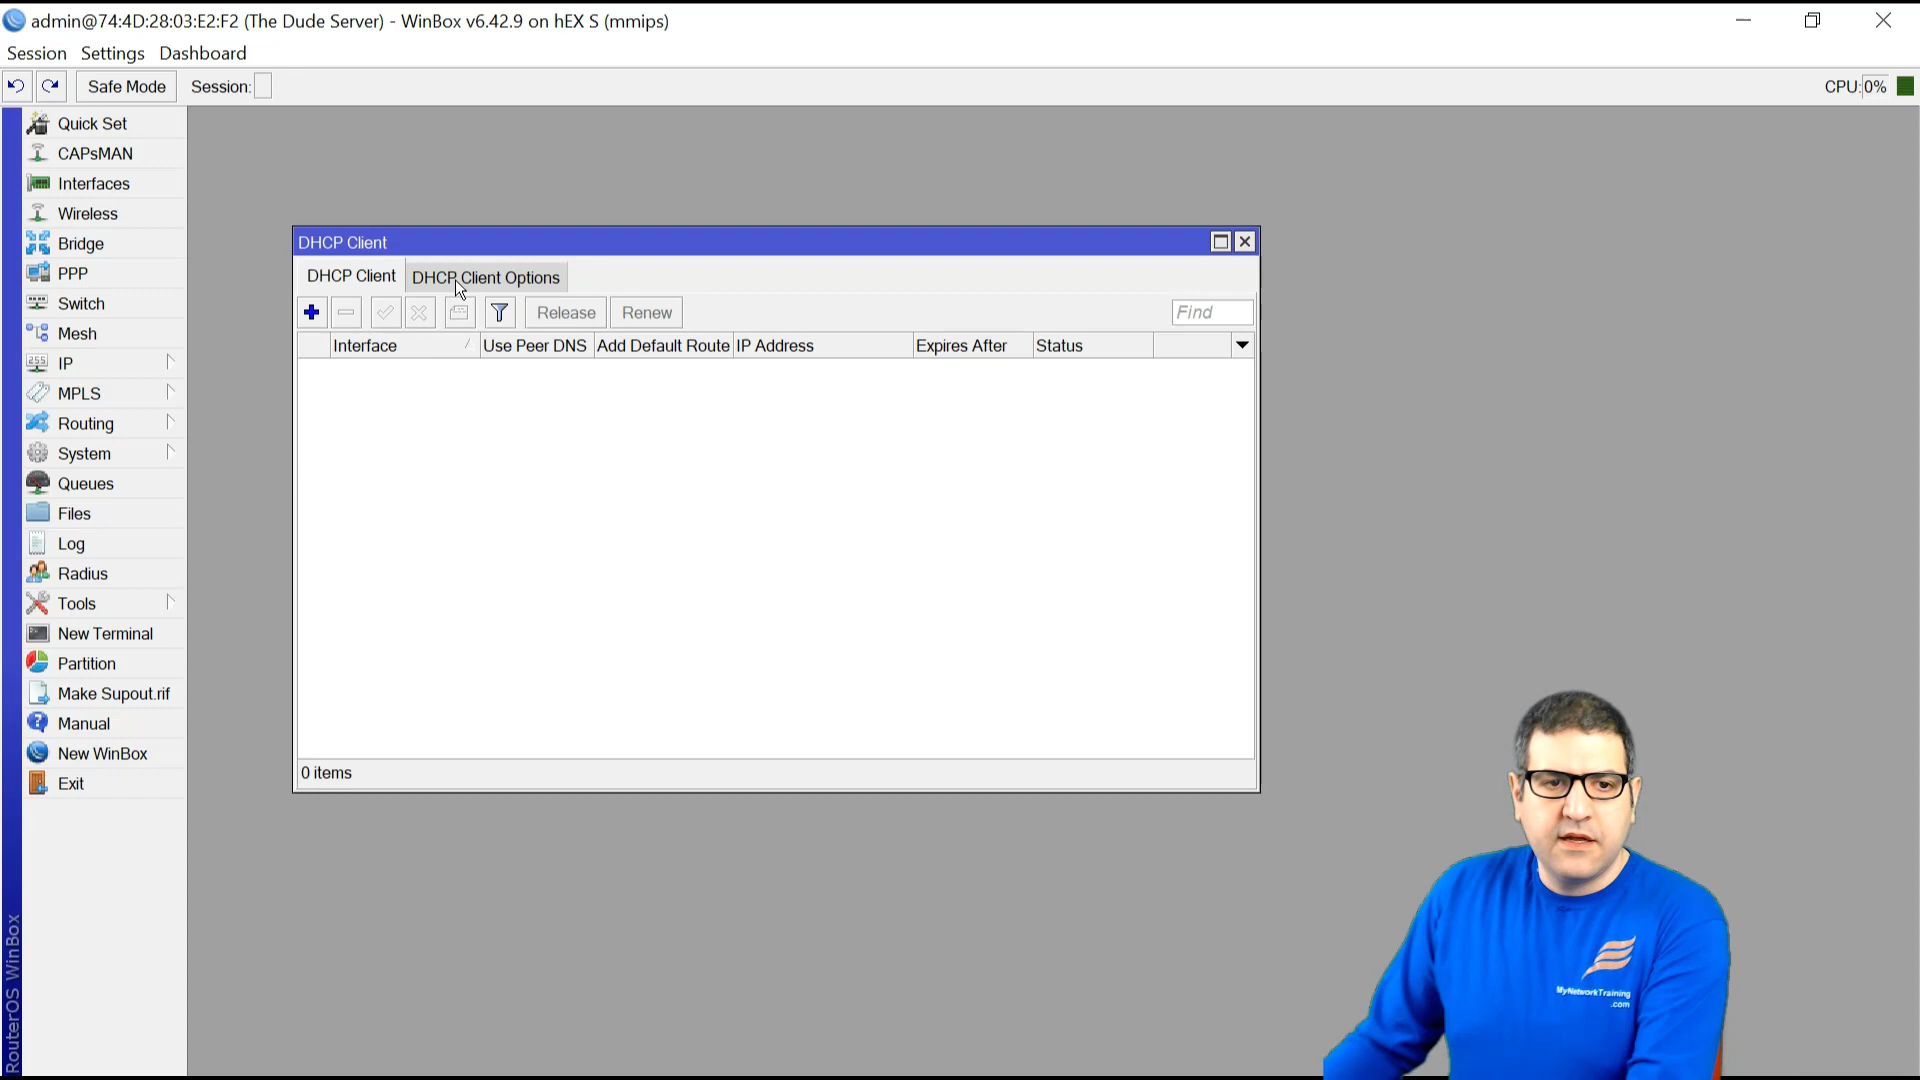 admin@74:4D:28:03:E2:F2 (The Dude Server) - WinBox v6.42.9 on hEX S (mmips)
Session Settings Dashboard
Safe Mode Session: CPU: 0%
Quick Set
CAPsMAN
Interfaces
Wireless
Bridge
PPP
Switch
Mesh
IP
MPLS
Routing
System
Queues
Files
Log
Radius
Tools
New Terminal
Partition
Make Supout.rif
Manual
New WinBox
Exit
RouterOS WinBox
DHCP Client
DHCP Client DHCP Client Options
Release Renew Find
Interface Use Peer DNS Add Default Route IP Address Expires After Status
0 items
MyNetworkTraining
.com